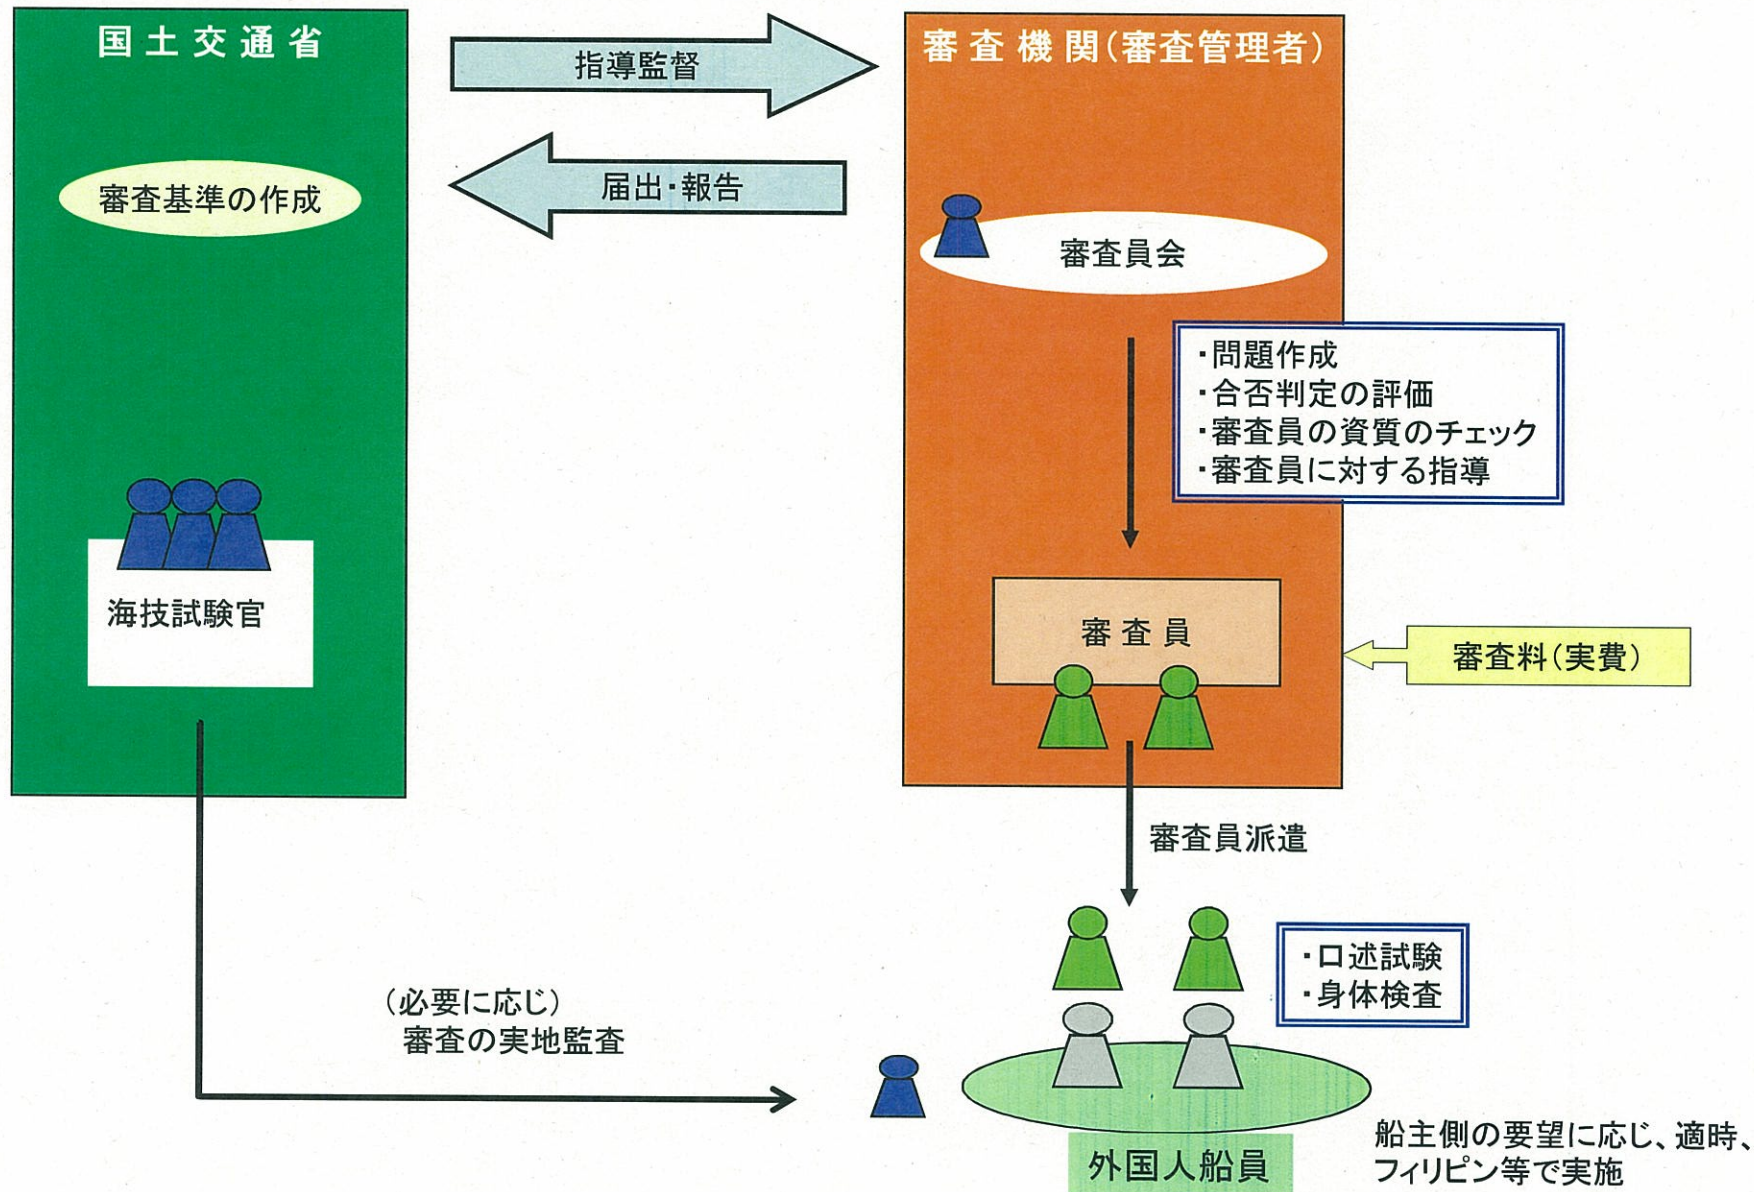 国土交通省
指導監督
審査機関(審査管理者)
届出・報告
審査基準の作成
審査員会
・問題作成
・合否判定の評価
・審査員の資質のチェック
・審査員に対する指導
海技試験官
審査員
審査料(実費)
審査員派遣
・口述試験
・身体検査
(必要に応じ)
審査の実地監査
外国人船員
船主側の要望に応じ、適時、
フィリピン等で実施